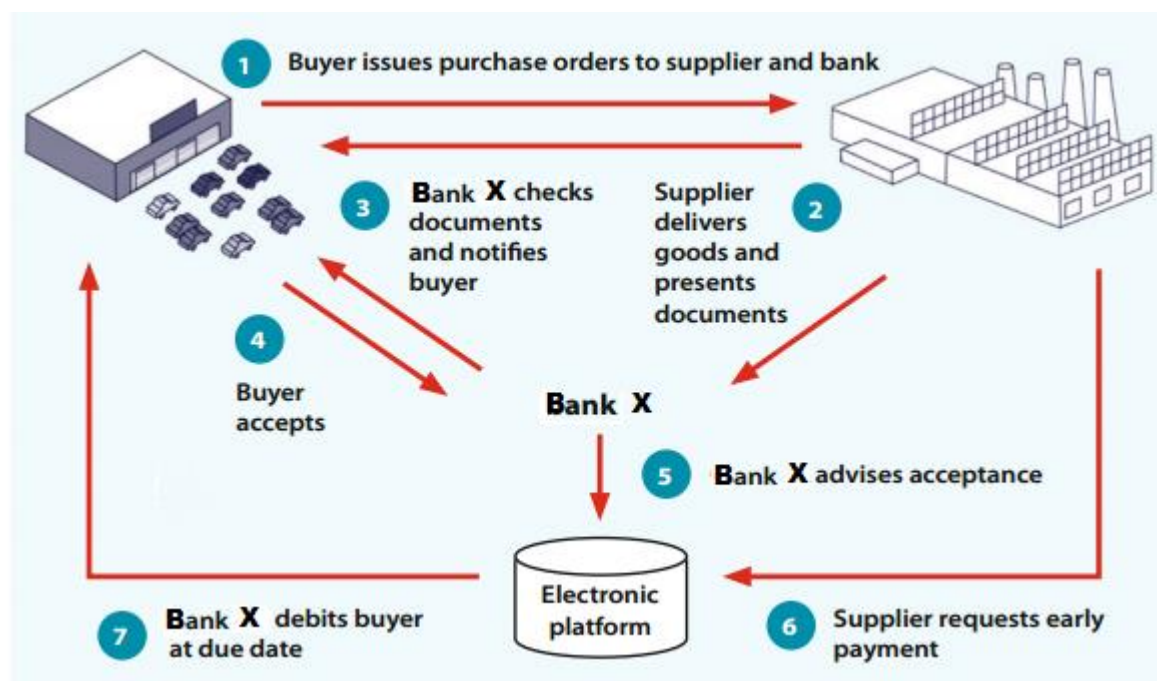 1
Buyer issues purchase orders to supplier and bank
3
Bank X checks
documents
and notifies
buyer
Supplier
delivers
goods and
presents
documents
2
4
Buyer
accepts
Bank X
5
Bank X advises acceptance
Electronic
platform
7
Bank X debits buyer
at due date
6
Supplier requests early
payment